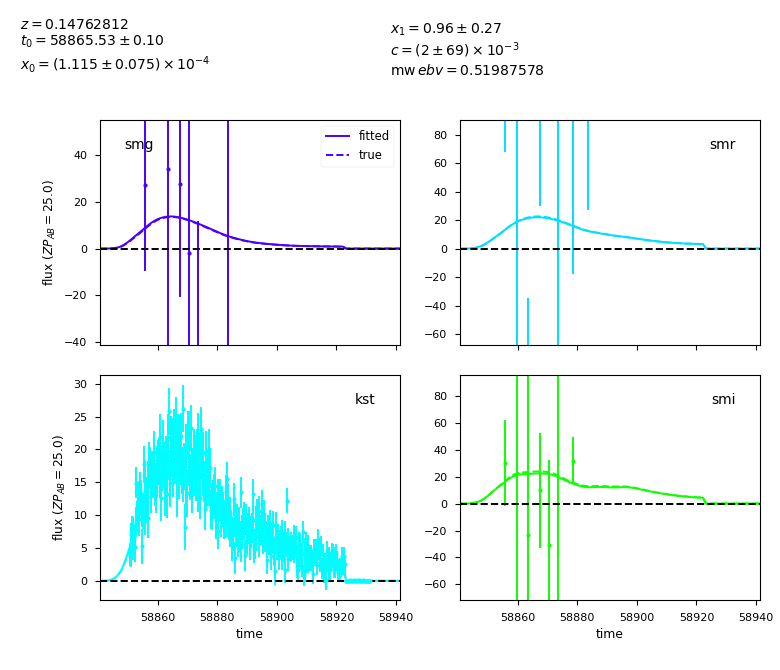 z = 0.14762812
t₀ = 58865.53 ± 0.10
x₀ = (1.115 ± 0.075) × 10⁻⁴
x₁ = 0.96 ± 0.27
c = (2 ± 69) × 10⁻³
mw ebv = 0.51987578
smg
fitted
true
40
20
0
−20
−40
flux (ZP_AB = 25.0)
smr
80
60
40
20
0
−20
−40
−60
kst
30
25
20
15
10
5
0
flux (ZP_AB = 25.0)
58860 58880 58900 58920 58940
time
smi
80
60
40
20
0
−20
−40
−60
58860 58880 58900 58920 58940
time